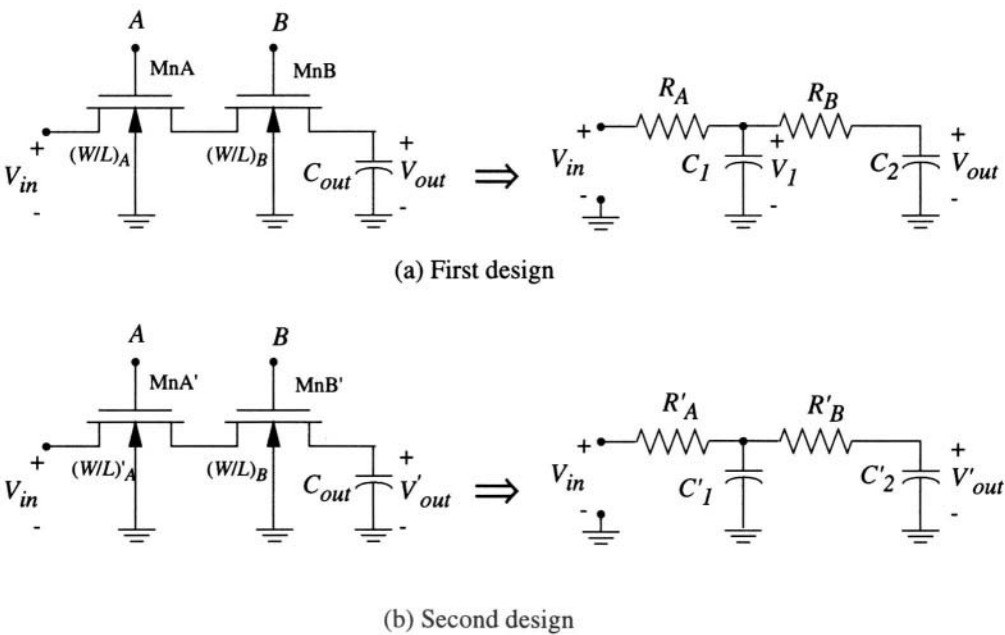 A B
MnA MnB
R_A R_B
+ (W/L)_A (W/L)_B + + + +
V_in C_out V_out ⇒ V_in C_1 V_1 C_2 V_out
- - - - -
(a) First design
A B
MnA' MnB'
R'_A R'_B
+ (W/L)'_A (W/L)_B + + +
V_in C_out V'_out ⇒ V_in C'_1 C'_2 V'_out
- - - -
(b) Second design